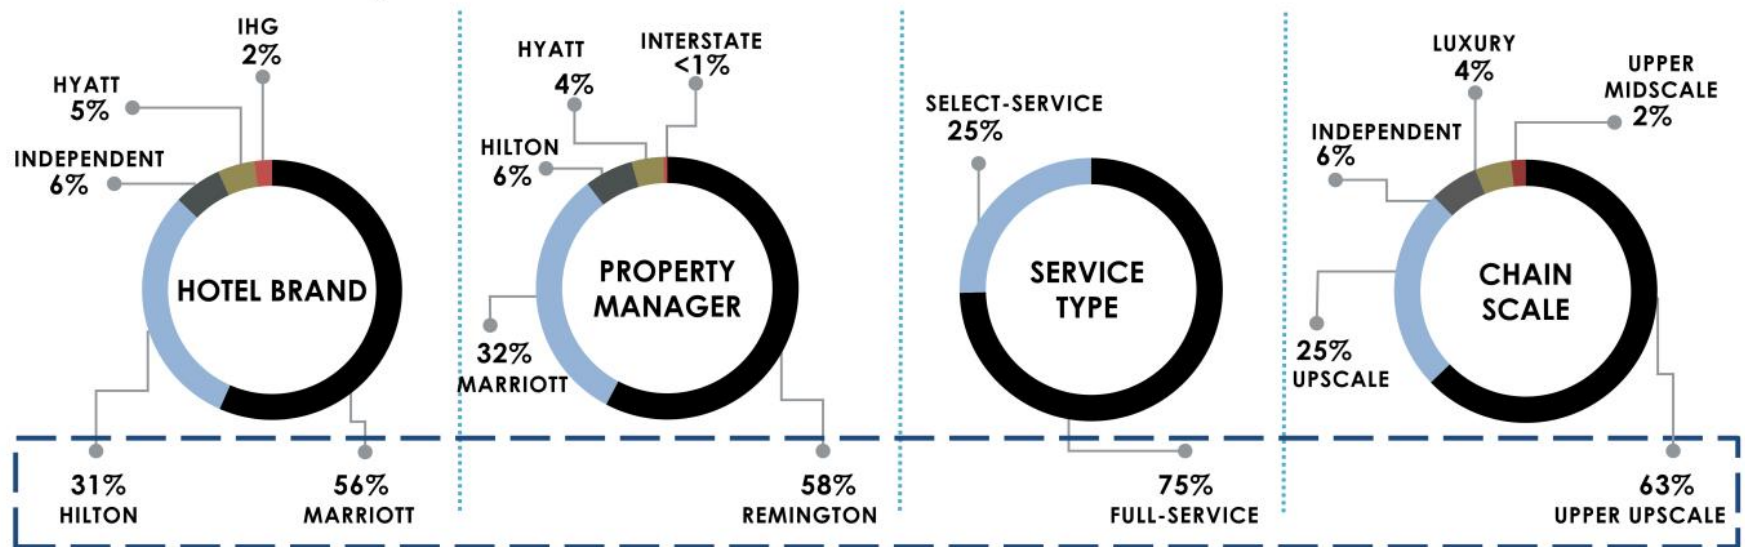 IHG
2%
HYATT
5%
INDEPENDENT
6%
HOTEL BRAND
31%
HILTON
56%
MARRIOTT
HYATT
4%
INTERSTATE
<1%
HILTON
6%
PROPERTY
MANAGER
32%
MARRIOTT
58%
REMINGTON
SELECT-SERVICE
25%
SERVICE
TYPE
75%
FULL-SERVICE
LUXURY
4%
UPPER
MIDSCALE
2%
INDEPENDENT
6%
CHAIN
SCALE
25%
UPSCALE
63%
UPPER UPSCALE